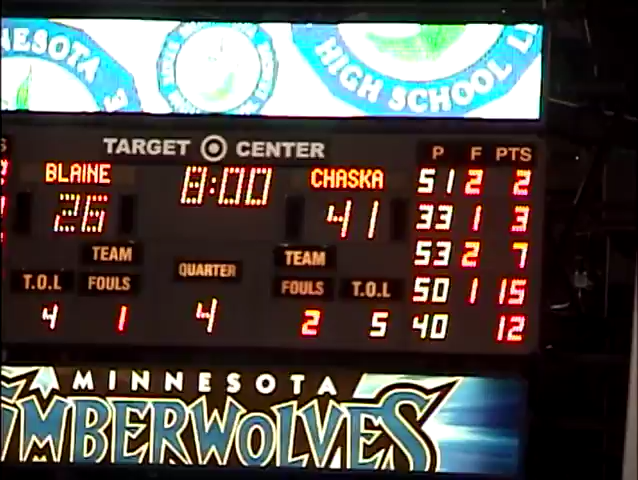 NESOTA
HIGH SCHOOL L
TARGET CENTER
P F PTS
BLAINE 8:00 CHASKA
26 41
51 2 2
33 1 3
53 2 7
50 1 15
40 12
TEAM FOULS
QUARTER
TEAM FOULS
T.O.L
T.O.L
4 1 4 2 5
MINNESOTA
IMBERWOLVES